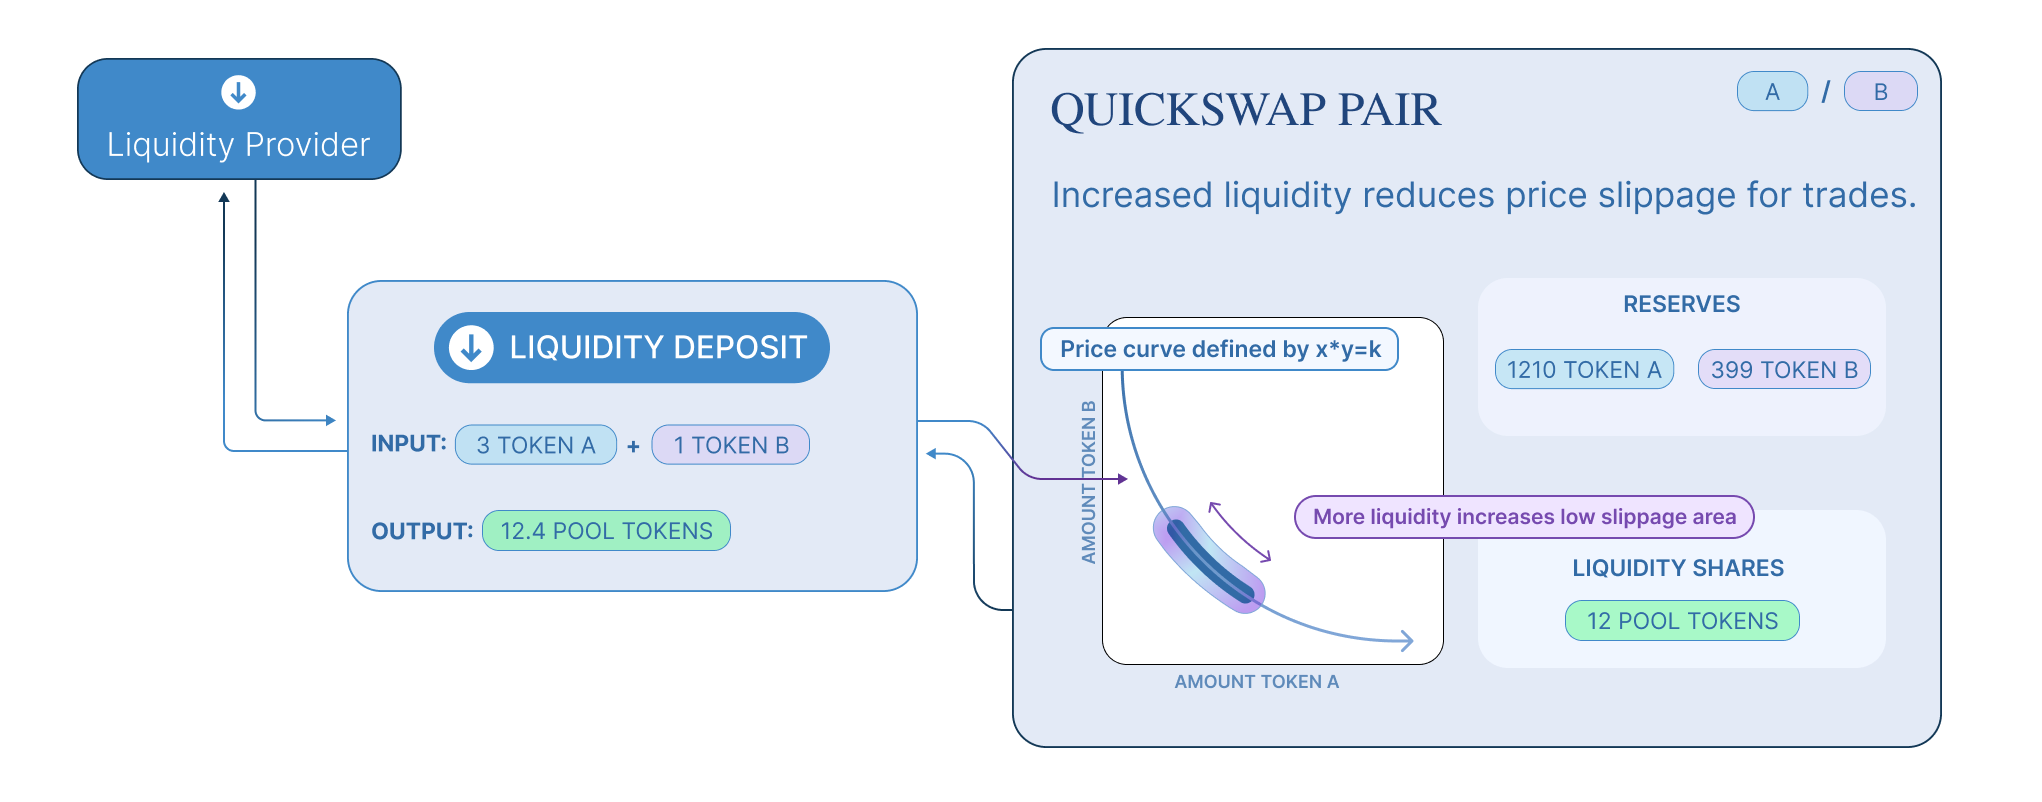 Liquidity Provider
LIQUIDITY DEPOSIT
INPUT: 3 TOKEN A + 1 TOKEN B
OUTPUT: 12.4 POOL TOKENS
QUICKSWAP PAIR
A / B
Increased liquidity reduces price slippage for trades.
Price curve defined by x*y=k
AMOUNT TOKEN B
AMOUNT TOKEN A
More liquidity increases low slippage area
RESERVES
1210 TOKEN A 399 TOKEN B
LIQUIDITY SHARES
12 POOL TOKENS